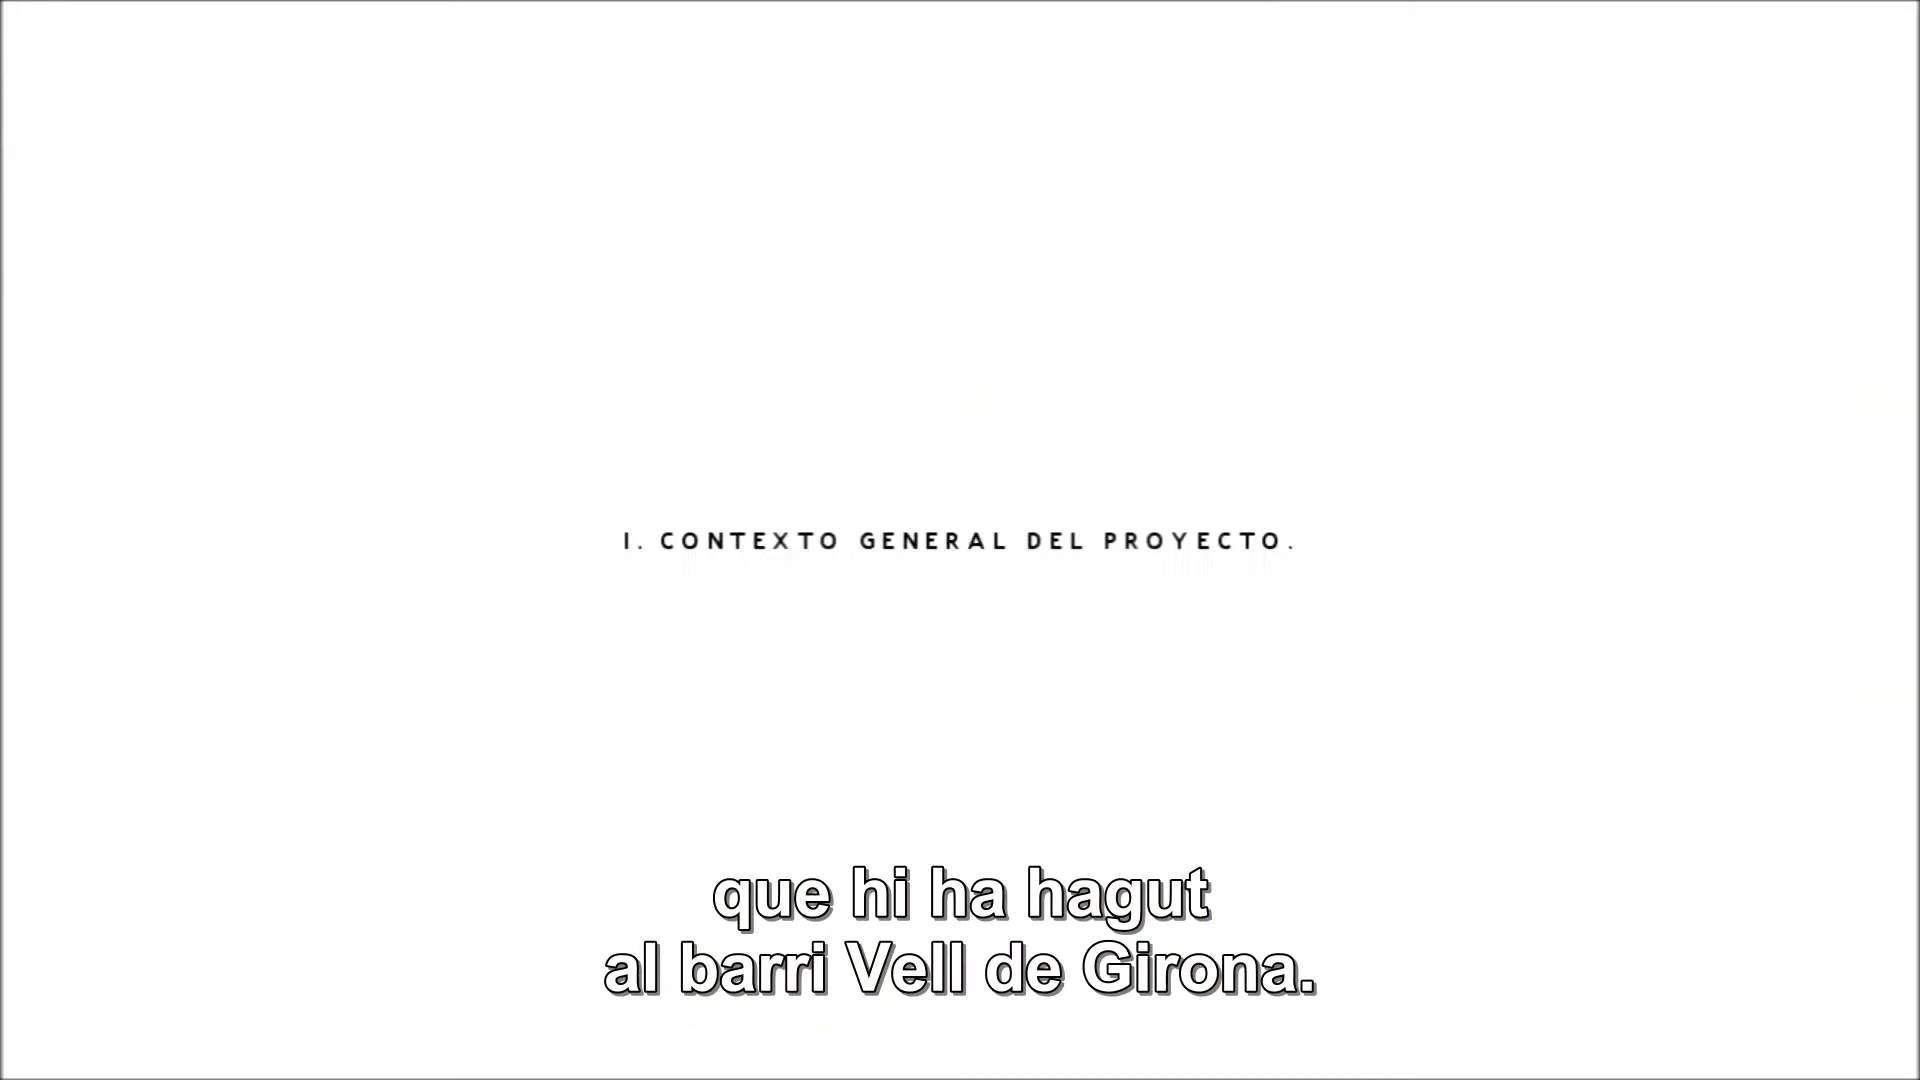 I. CONTEXTO GENERAL DEL PROYECTO.
que hi ha hagut
al barri Vell de Girona.